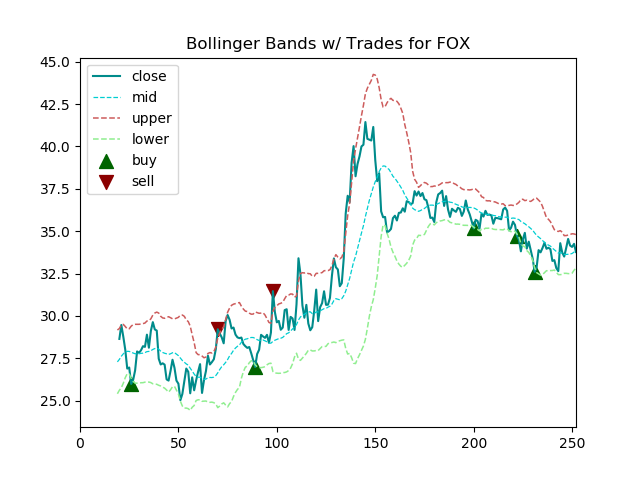 Bollinger Bands w/ Trades for FOX
45.0
42.5
40.0
37.5
35.0
32.5
30.0
27.5
25.0
close
mid
upper
lower
buy
sell
0 50 100 150 200 250